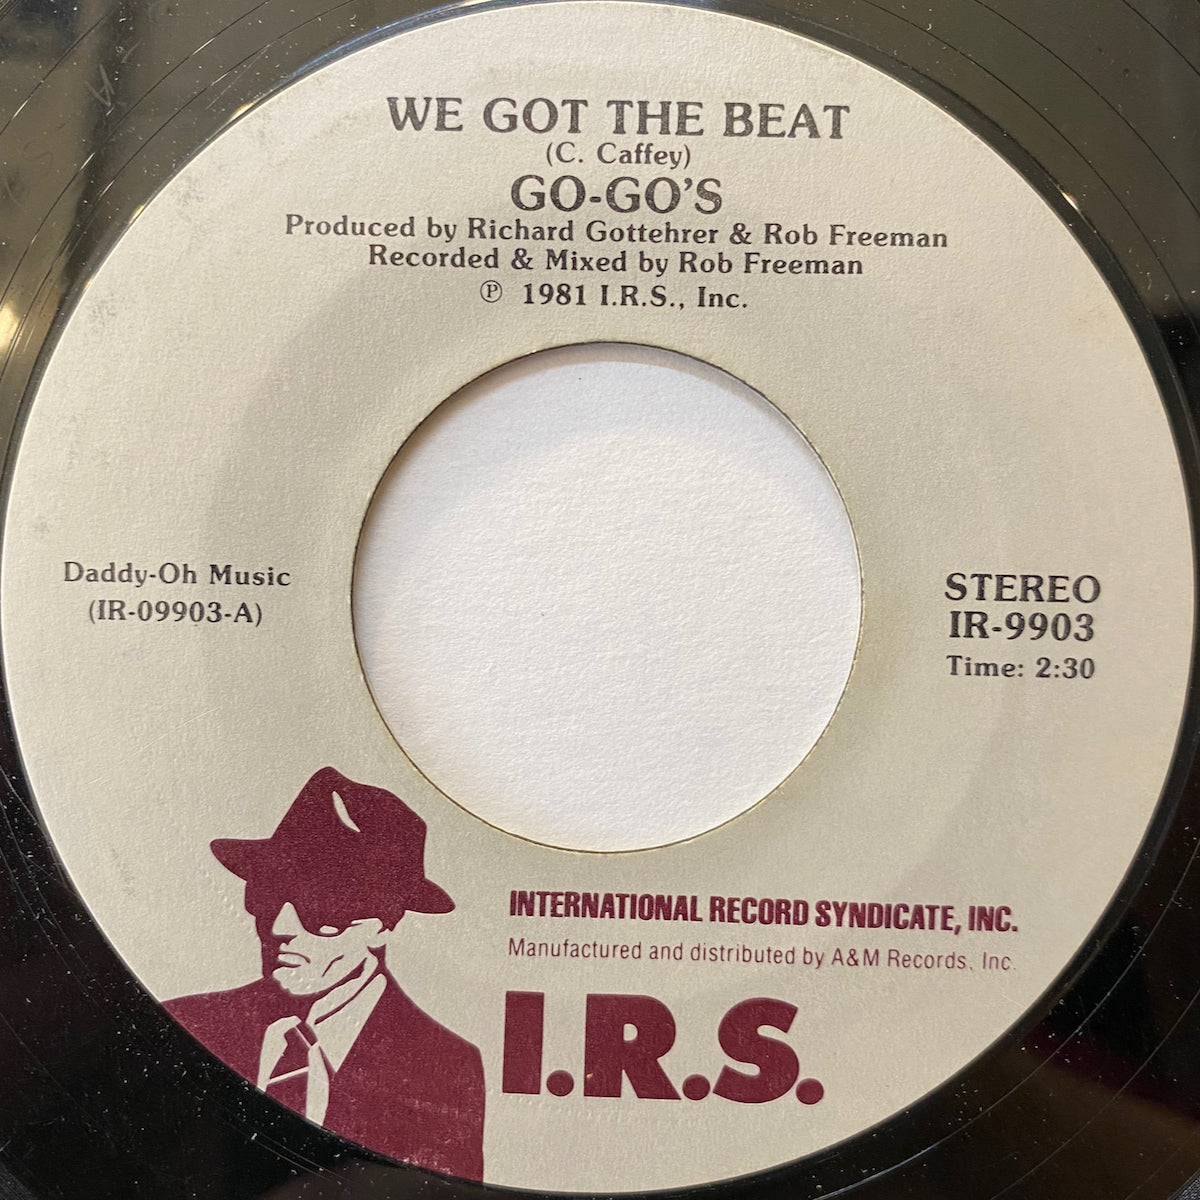 WE GOT THE BEAT
(C. Caffey)
GO-GO'S
Produced by Richard Gottehrer & Rob Freeman
Recorded & Mixed by Rob Freeman
℗ 1981 I.R.S., Inc.
Daddy-Oh Music
(IR-09903-A)
STEREO
IR-9903
Time: 2:30
INTERNATIONAL RECORD SYNDICATE, INC.
Manufactured and distributed by A&M Records, Inc.
I.R.S.